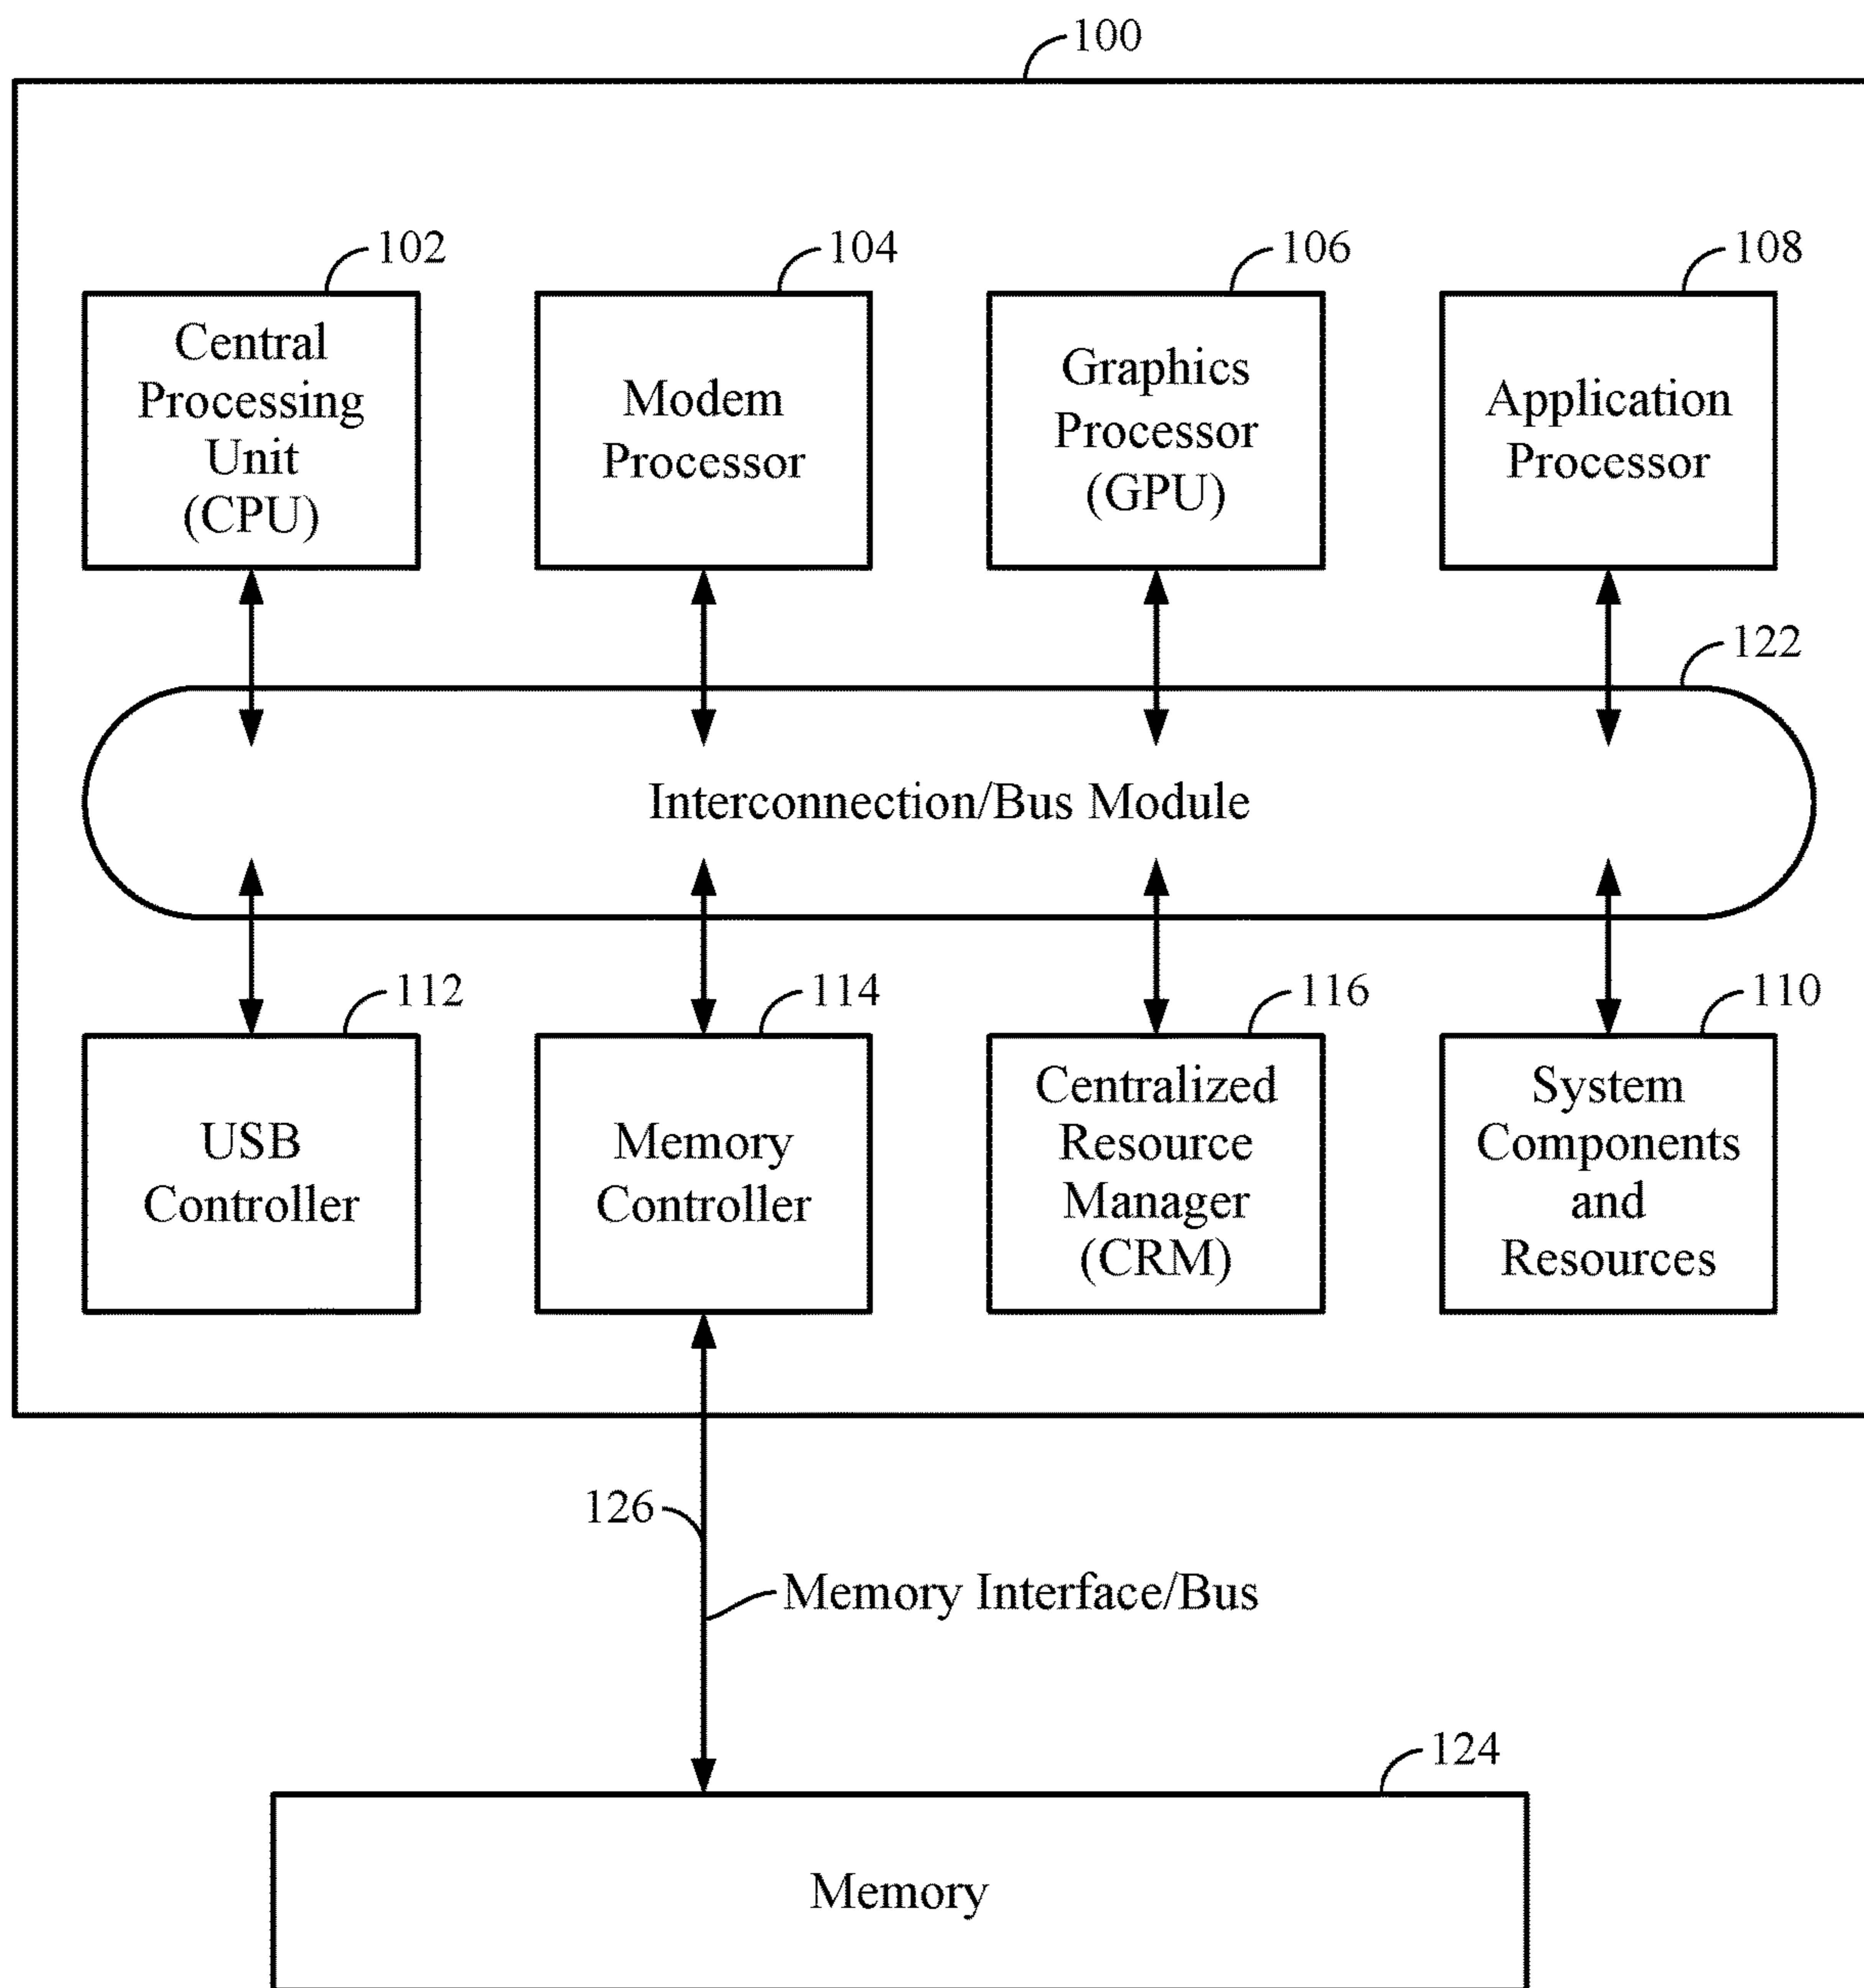 100
102
104
106
108
Central
Processing
Unit
(CPU)
Modem
Processor
Graphics
Processor
(GPU)
Application
Processor
122
Interconnection/Bus Module
112
114
116
110
USB
Controller
Memory
Controller
Centralized
Resource
Manager
(CRM)
System
Components
and
Resources
126
Memory Interface/Bus
124
Memory